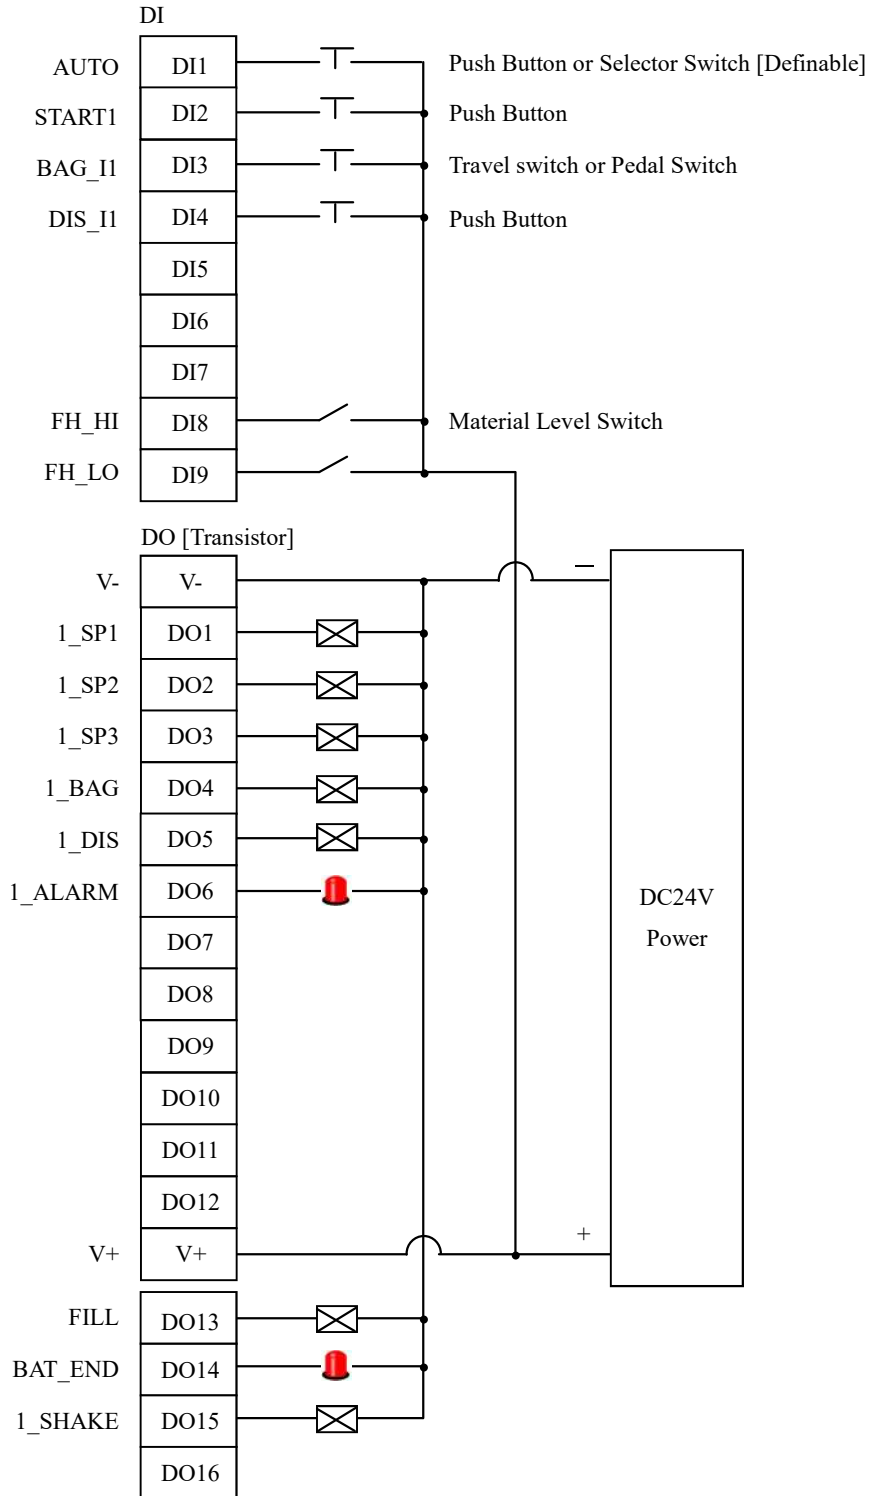 DI
AUTO DI1 Push Button or Selector Switch [Definable]
START1 DI2 Push Button
BAG_I1 DI3 Travel switch or Pedal Switch
DIS_I1 DI4 Push Button
DI5
DI6
DI7
FH_HI DI8 Material Level Switch
FH_LO DI9
DO [Transistor]
V- V- —
1_SP1 DO1
1_SP2 DO2
1_SP3 DO3
1_BAG DO4
1_DIS DO5
1_ALARM DO6 DC24V
DO7 Power
DO8
DO9
DO10
DO11
DO12
V+ V+ +
FILL DO13
BAT_END DO14
1_SHAKE DO15
DO16